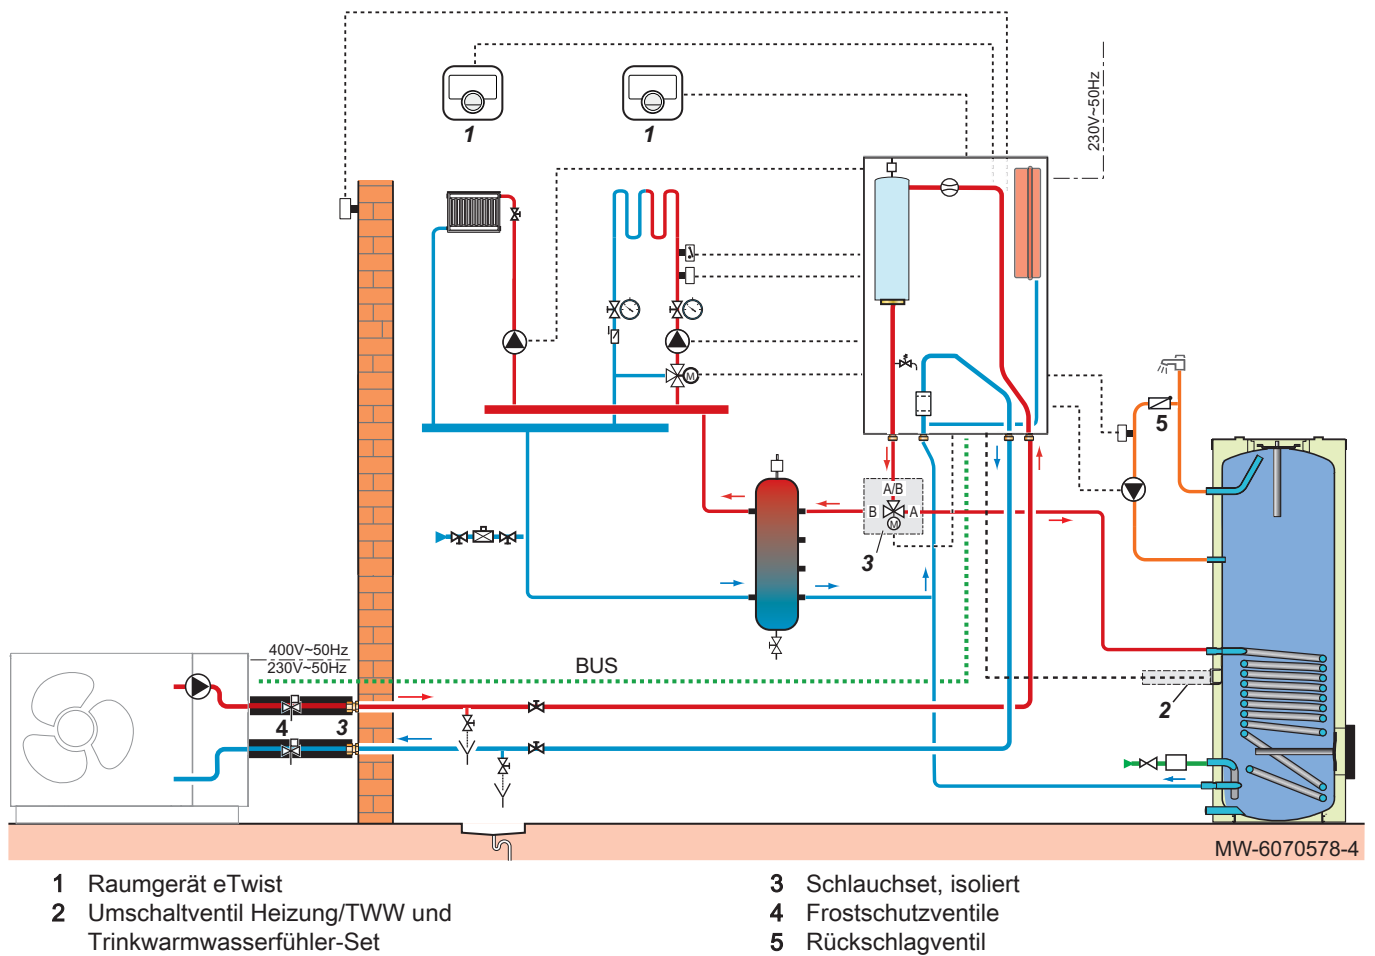 230V~50Hz
1
1
M
5
A/B
B
A
M
3
400V~50Hz
230V~50Hz
BUS
2
4
3
MW-6070578-4
1 Raumgerät eTwist
2 Umschaltventil Heizung/TWW und
Trinkwarmwasserfühler-Set
3 Schlauchset, isoliert
4 Frostschutzventile
5 Rückschlagventil